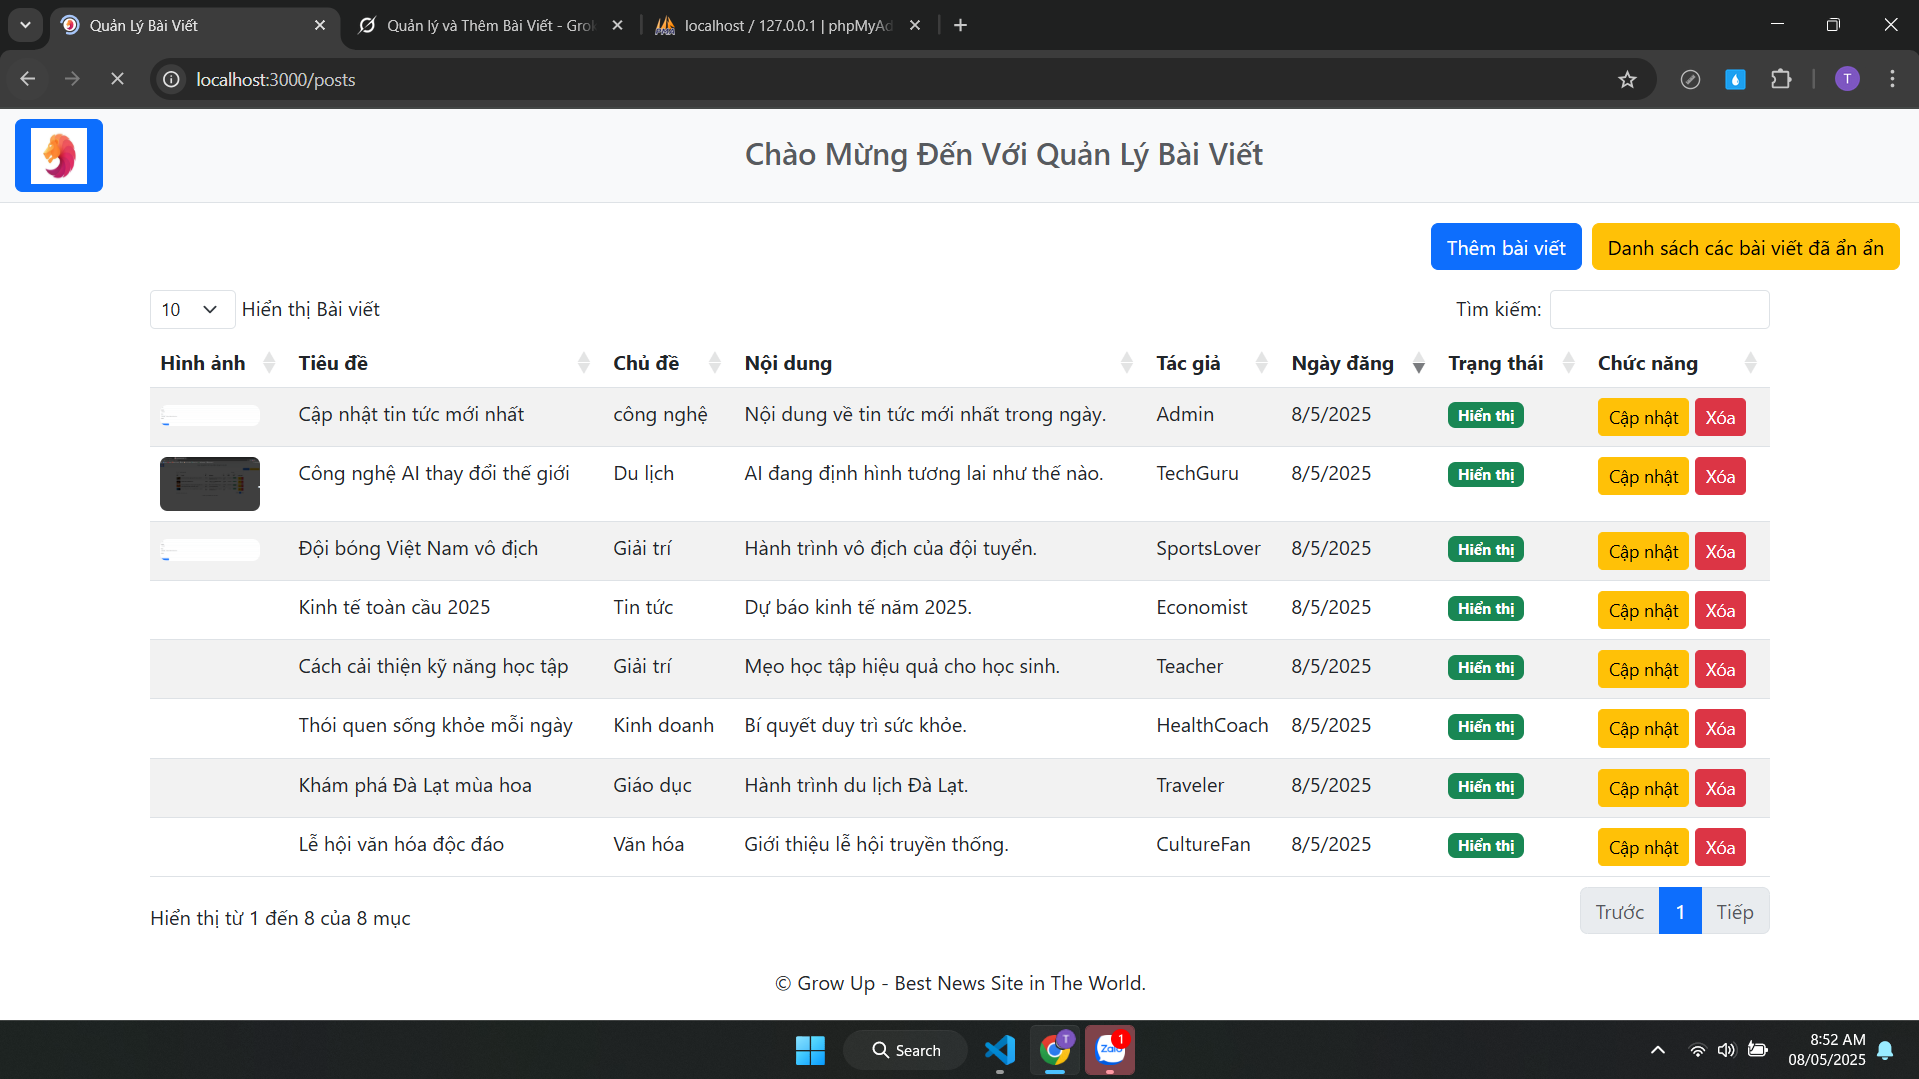 Quản Lý Bài Viết
Quản lý và Thêm Bài Viết - Grok
localhost / 127.0.0.1 | phpMyAd
localhost:3000/posts
T
Chào Mừng Đến Với Quản Lý Bài Viết
Thêm bài viết
Danh sách các bài viết đã ẩn ẩn
10 Hiển thị Bài viết
Tìm kiếm:
Hình ảnh Tiêu đề Chủ đề Nội dung Tác giả Ngày đăng Trạng thái Chức năng
Cập nhật tin tức mới nhất công nghệ Nội dung về tin tức mới nhất trong ngày. Admin 8/5/2025 Hiển thị Cập nhật Xóa
Công nghệ AI thay đổi thế giới Du lịch AI đang định hình tương lai như thế nào. TechGuru 8/5/2025 Hiển thị Cập nhật Xóa
Đội bóng Việt Nam vô địch Giải trí Hành trình vô địch của đội tuyển. SportsLover 8/5/2025 Hiển thị Cập nhật Xóa
Kinh tế toàn cầu 2025 Tin tức Dự báo kinh tế năm 2025. Economist 8/5/2025 Hiển thị Cập nhật Xóa
Cách cải thiện kỹ năng học tập Giải trí Mẹo học tập hiệu quả cho học sinh. Teacher 8/5/2025 Hiển thị Cập nhật Xóa
Thói quen sống khỏe mỗi ngày Kinh doanh Bí quyết duy trì sức khỏe. HealthCoach 8/5/2025 Hiển thị Cập nhật Xóa
Khám phá Đà Lạt mùa hoa Giáo dục Hành trình du lịch Đà Lạt. Traveler 8/5/2025 Hiển thị Cập nhật Xóa
Lễ hội văn hóa độc đáo Văn hóa Giới thiệu lễ hội truyền thống. CultureFan 8/5/2025 Hiển thị Cập nhật Xóa
Hiển thị từ 1 đến 8 của 8 mục
Trước 1 Tiếp
© Grow Up - Best News Site in The World.
Search
T
Zalo
1
8:52 AM
08/05/2025